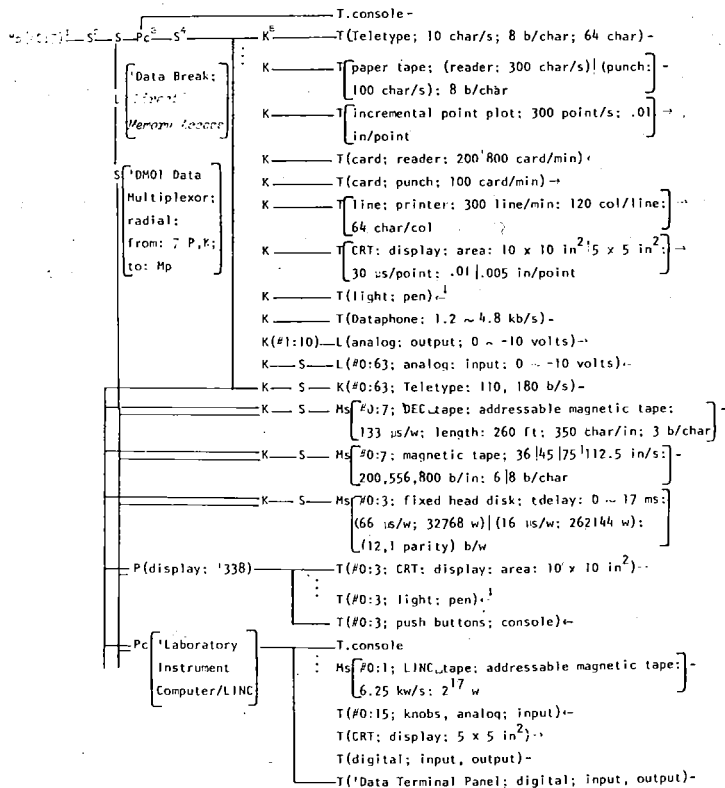 T.console -
S² S Pc³ S⁴ K⁵ T(Teletype; 10 char/s; 8 b/char; 64 char) -
K T[paper tape; (reader; 300 char/s)|(punch; 100 char/s); 8 b/char] -
'Data Break;
L
Memory Access
K T[incremental point plot; 300 point/s; .01 in/point] →
K T(card; reader; 200|800 card/min) ←
K T(card; punch; 100 card/min) →
S['DM01 Data
Multiplexor;
radial;
from: 7 P,K;
to: Mp]
K T[line; printer; 300 line/min; 120 col/line;
64 char/col] →
K T[CRT; display; area: 10 x 10 in²|5 x 5 in²;
30 μs/point; .01|.005 in/point] →
K T(light; pen) ←¹
K T(Dataphone; 1.2 ~ 4.8 kb/s) -
K(#1:10) L(analog; output; 0 ~ -10 volts) →
K S L(#0:63; analog; input; 0 ~ -10 volts) ←
K S K(#0:63; Teletype; 110, 180 b/s) -
K S Ms[#0:7; DEC␣tape; addressable magnetic tape;
133 μs/w; length: 260 ft; 350 char/in; 3 b/char] -
K S Ms[#0:7; magnetic tape; 36|45|75|112.5 in/s;
200,556,800 b/in; 6|8 b/char] -
K S Ms[#0:3; fixed head disk; tdelay: 0 ~ 17 ms;
(66 μs/w; 32768 w)|(16 μs/w; 262144 w);
(12,1 parity) b/w]
P(display; '338) T(#0:3; CRT; display; area: 10 x 10 in²)
T(#0:3; light; pen) ←¹
T(#0:3; push buttons; console) ←
Pc['Laboratory
Instrument
Computer/LINC]
T.console
Ms[#0:1; LINC␣tape; addressable magnetic tape;
6.25 kw/s; 2¹⁷ w] -
T(#0:15; knobs, analog; input) ←
T(CRT; display; 5 x 5 in²) →
T(digital; input, output) -
T('Data Terminal Panel; digital; input, output) -